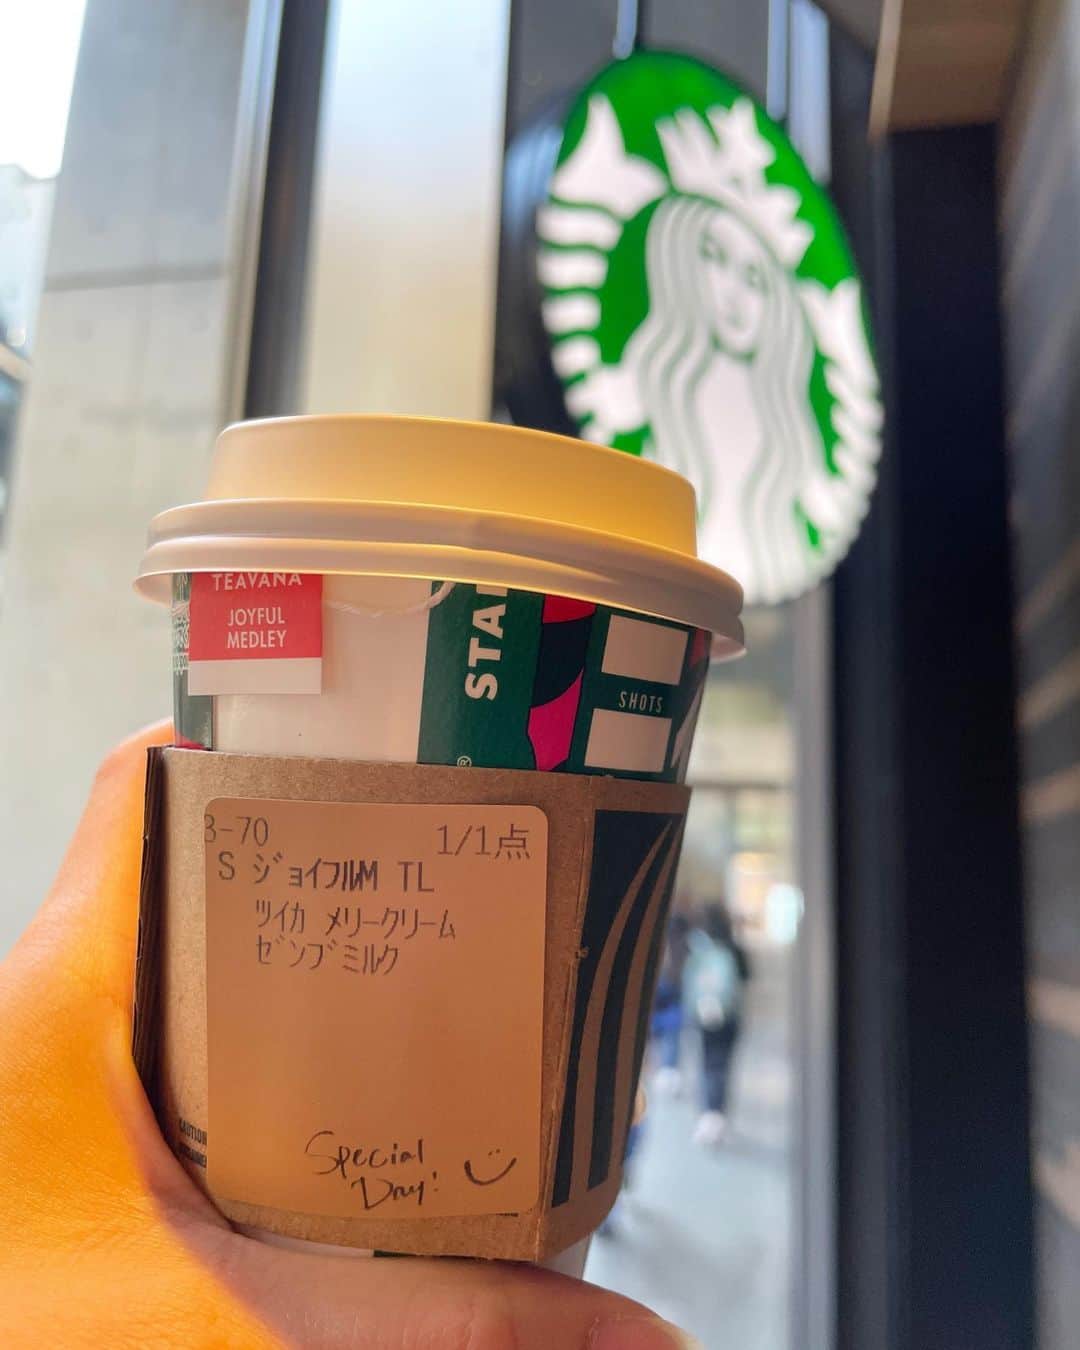 TEAVANA
JOYFUL
MEDLEY
STA
®
SHOTS
3-70
1/1点
S ジョイフルM TL
ツイカ メリークリーム
ゼンブミルク
CAUTION
Special
Day!